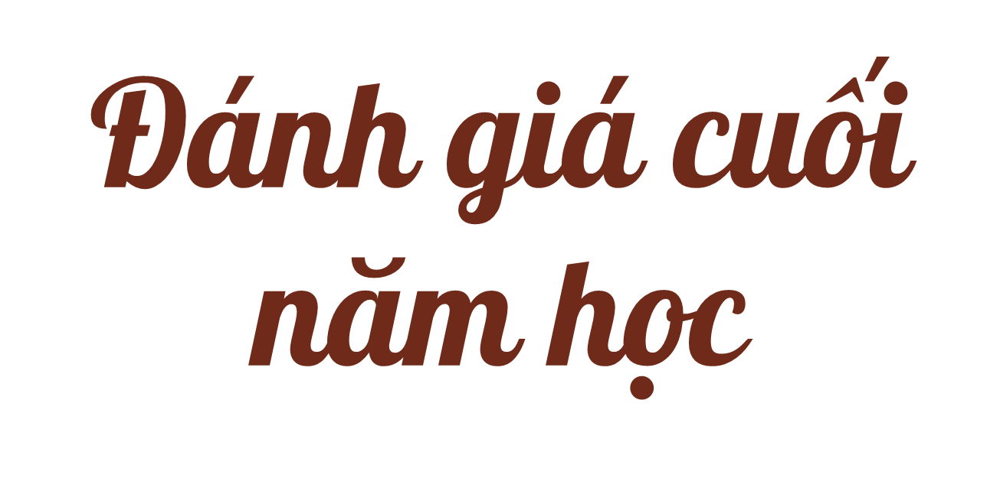 Đánh giá cuối
năm học